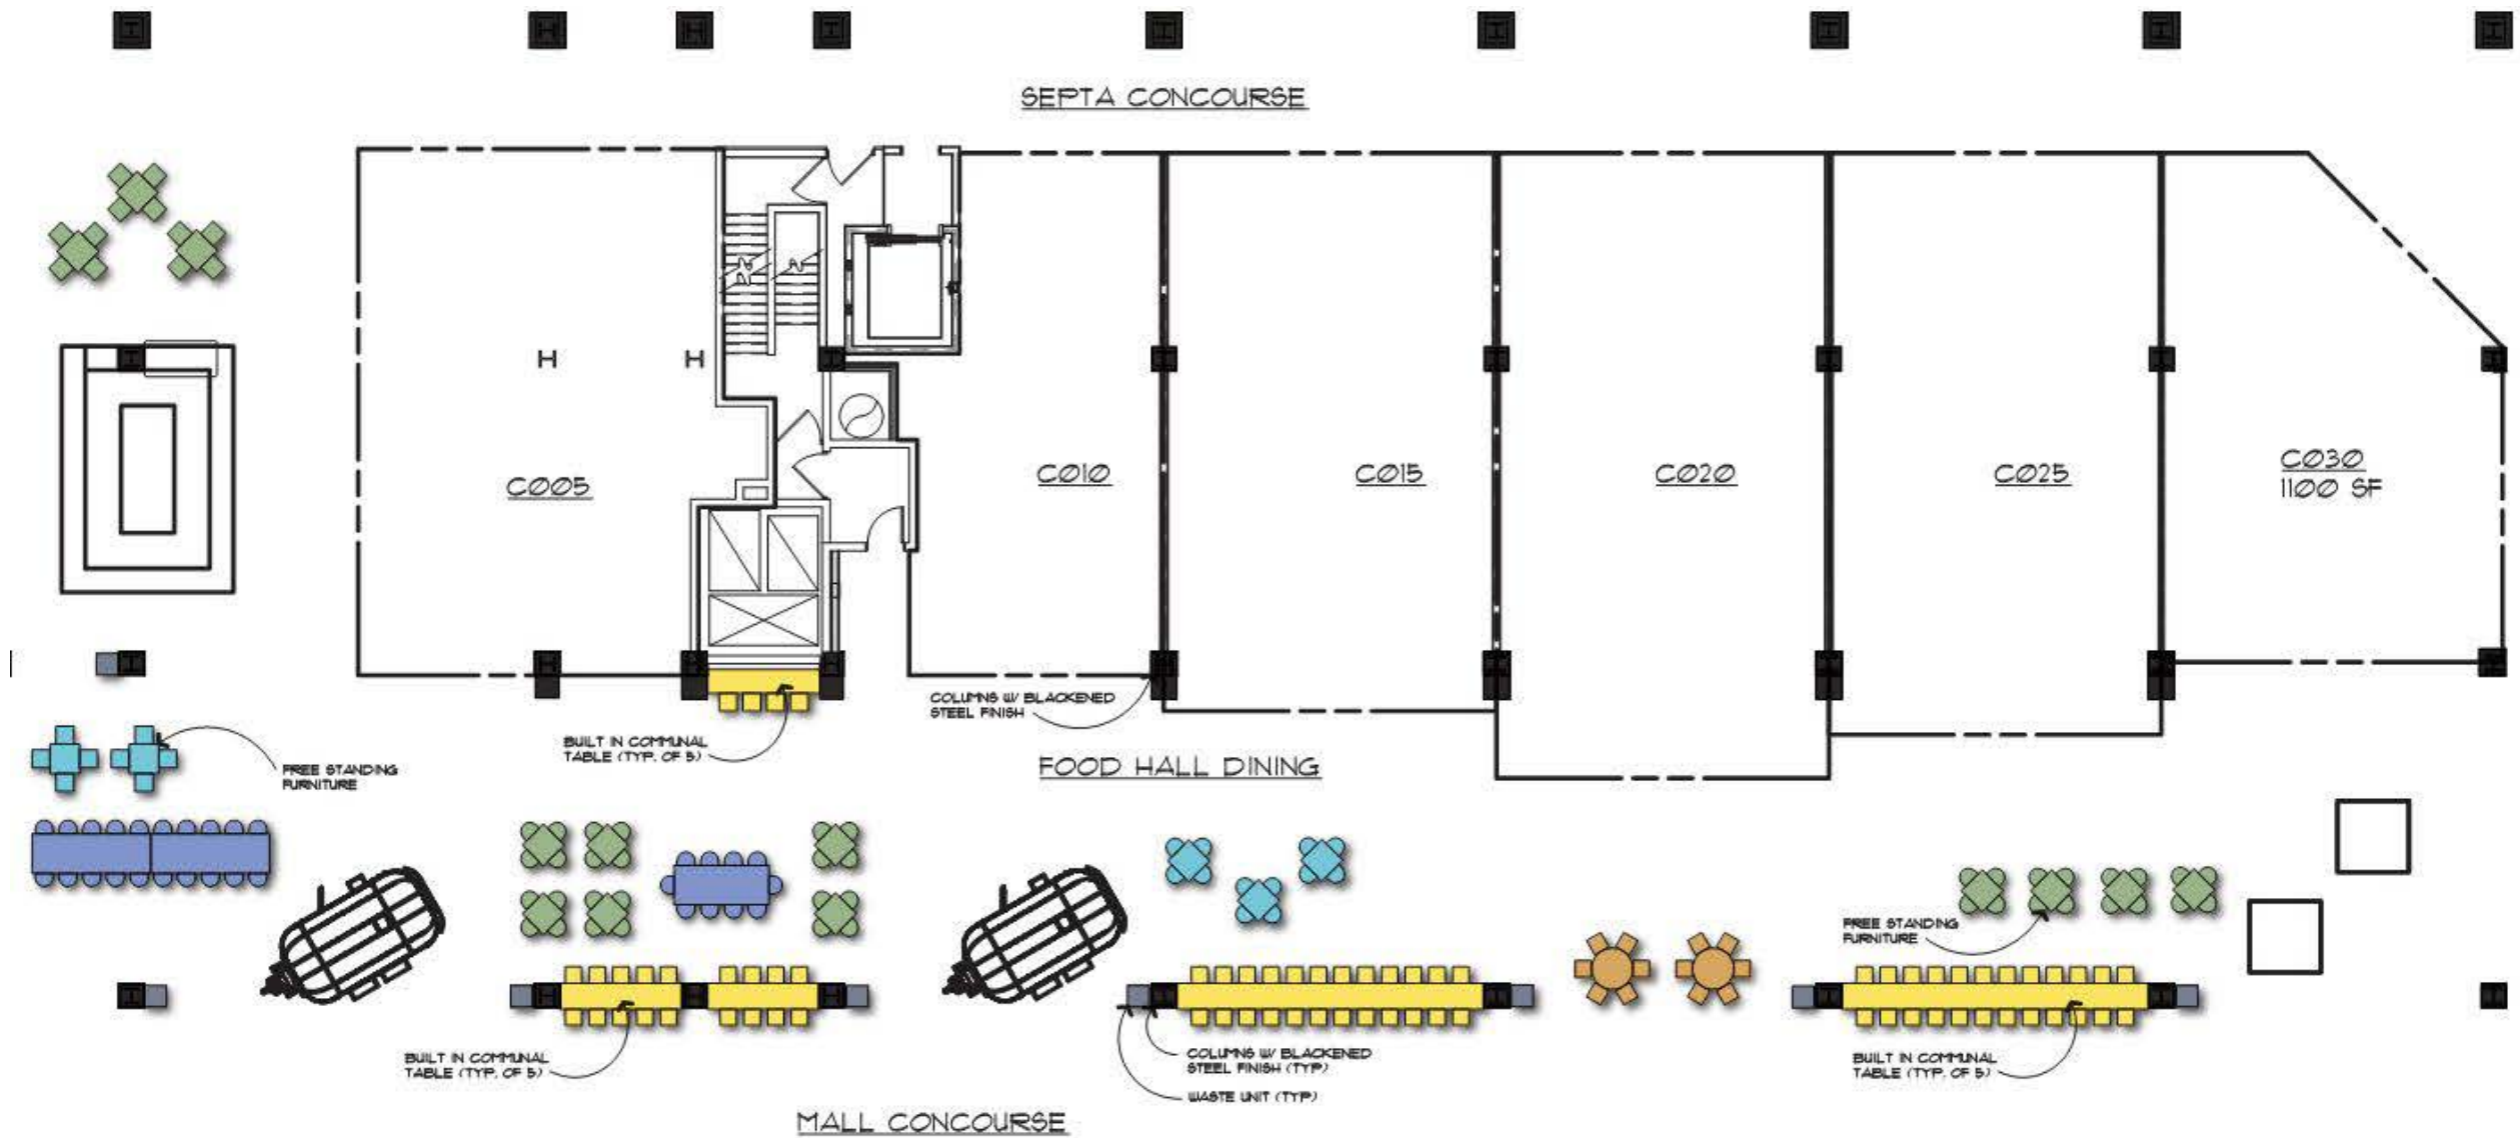 SEPTA CONCOURSE
C005
C010
C015
C020
C025
C030
1100 SF
COLUMNS W/ BLACKENED
STEEL FINISH
BUILT IN COMMUNAL
TABLE (TYP. OF 5)
FREE STANDING
FURNITURE
FOOD HALL DINING
FREE STANDING
FURNITURE
BUILT IN COMMUNAL
TABLE (TYP. OF 5)
COLUMNS W/ BLACKENED
STEEL FINISH (TYP)
WASTE UNIT (TYP)
BUILT IN COMMUNAL
TABLE (TYP. OF 5)
MALL CONCOURSE